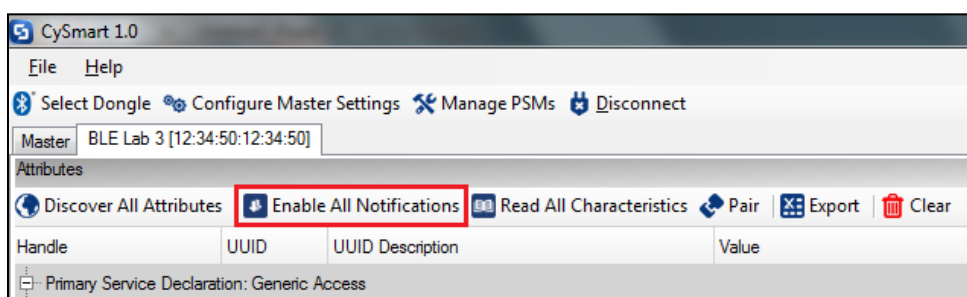 CySmart 1.0
File Help
Select Dongle Configure Master Settings Manage PSMs Disconnect
Master BLE Lab 3 [12:34:50:12:34:50]
Attributes
Discover All Attributes Enable All Notifications Read All Characteristics Pair Export Clear
Handle UUID UUID Description Value
Primary Service Declaration: Generic Access